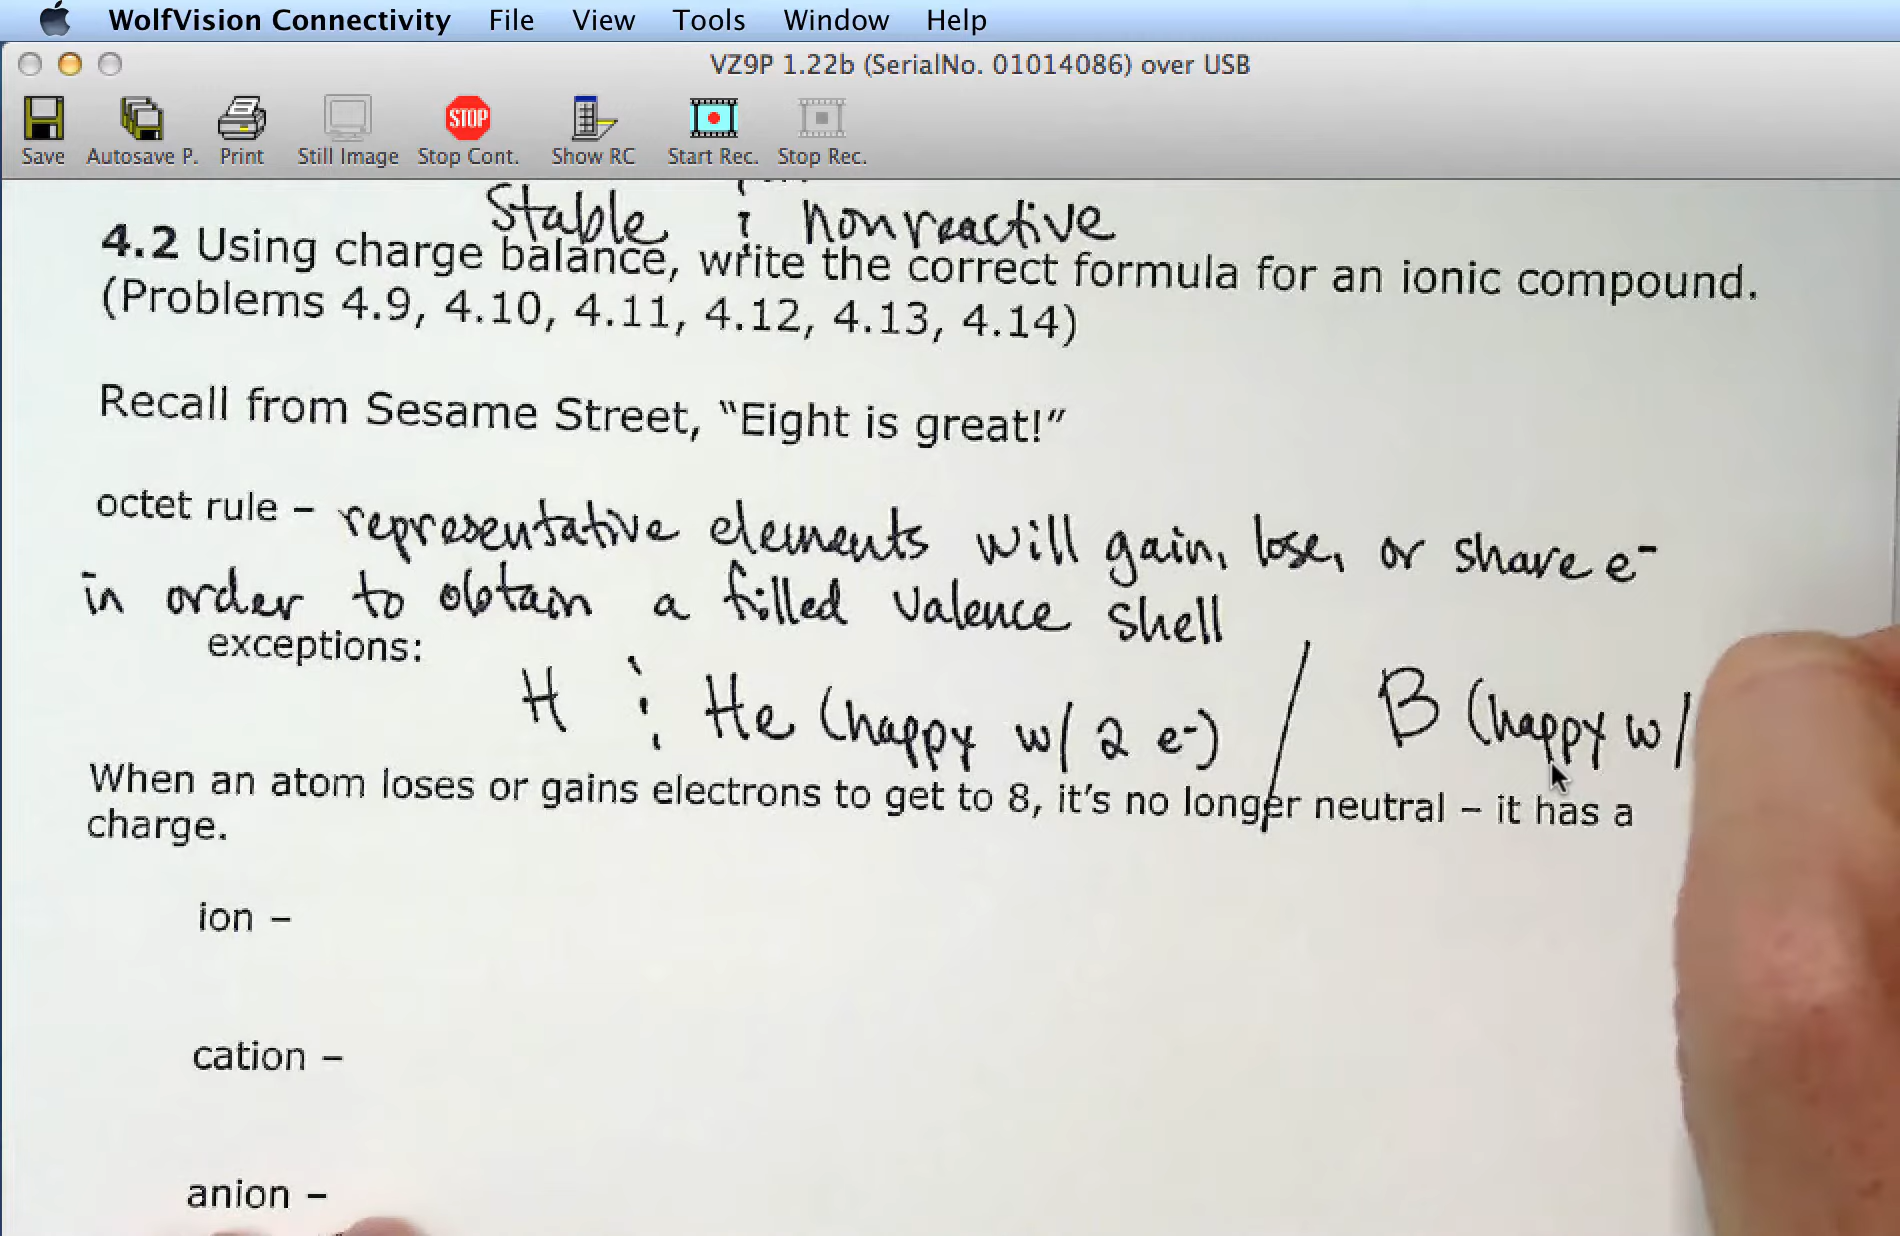 WolfVision Connectivity File View Tools Window Help
VZ9P 1.22b (SerialNo. 01014086) over USB
STOP
Save Autosave P. Print Still Image Stop Cont. Show RC Start Rec. Stop Rec.
Stable & nonreactive
4.2 Using charge balance, write the correct formula for an ionic compound.
(Problems 4.9, 4.10, 4.11, 4.12, 4.13, 4.14)
Recall from Sesame Street, “Eight is great!”
octet rule – representative elements will gain, lose, or share e⁻
in order to obtain a filled valence shell
exceptions:
H & He (happy w/ 2 e⁻) / B (happy w/
When an atom loses or gains electrons to get to 8, it’s no longer neutral – it has a
charge.
ion –
cation –
anion –